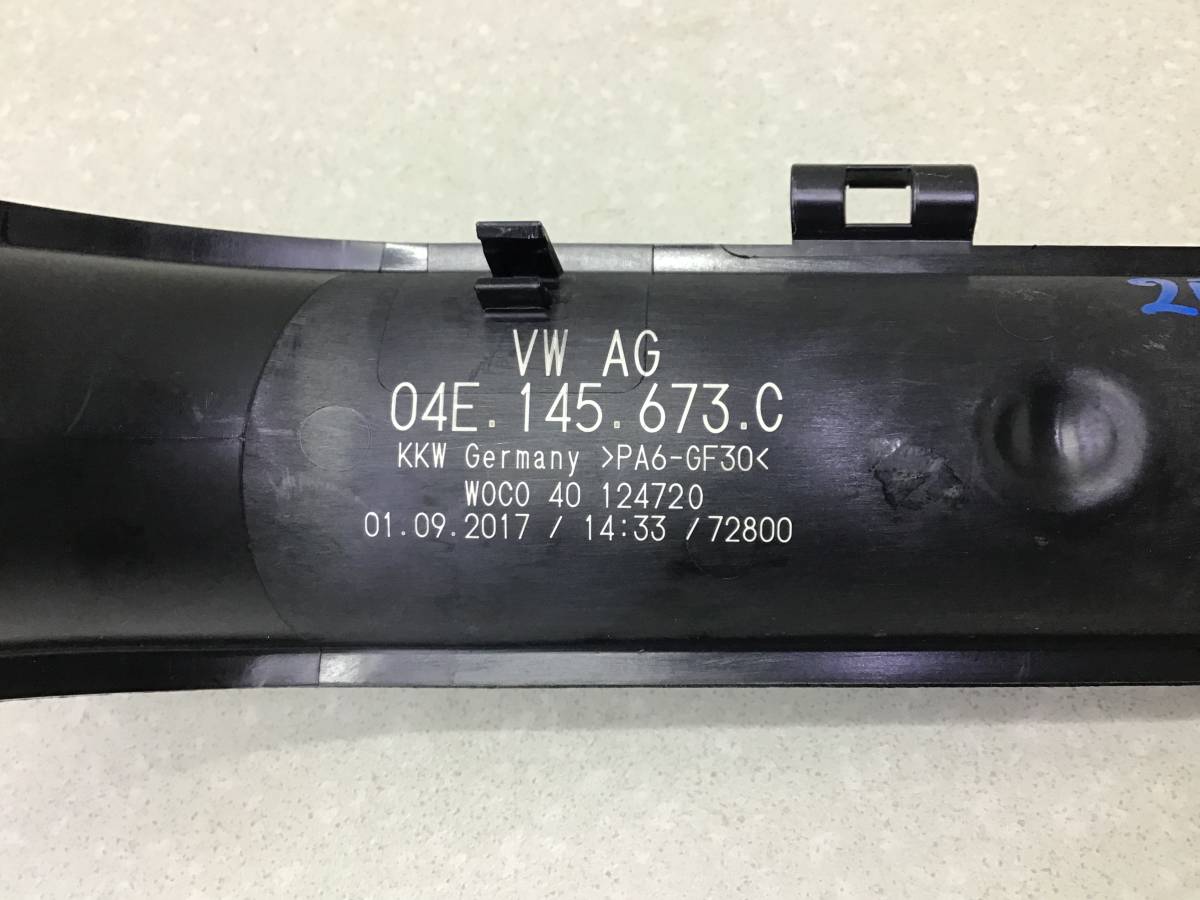 VW AG
04E.145.673.C
KKW Germany >PA6-GF30<
WOCO 40 124720
01.09.2017 / 14:33 /72800